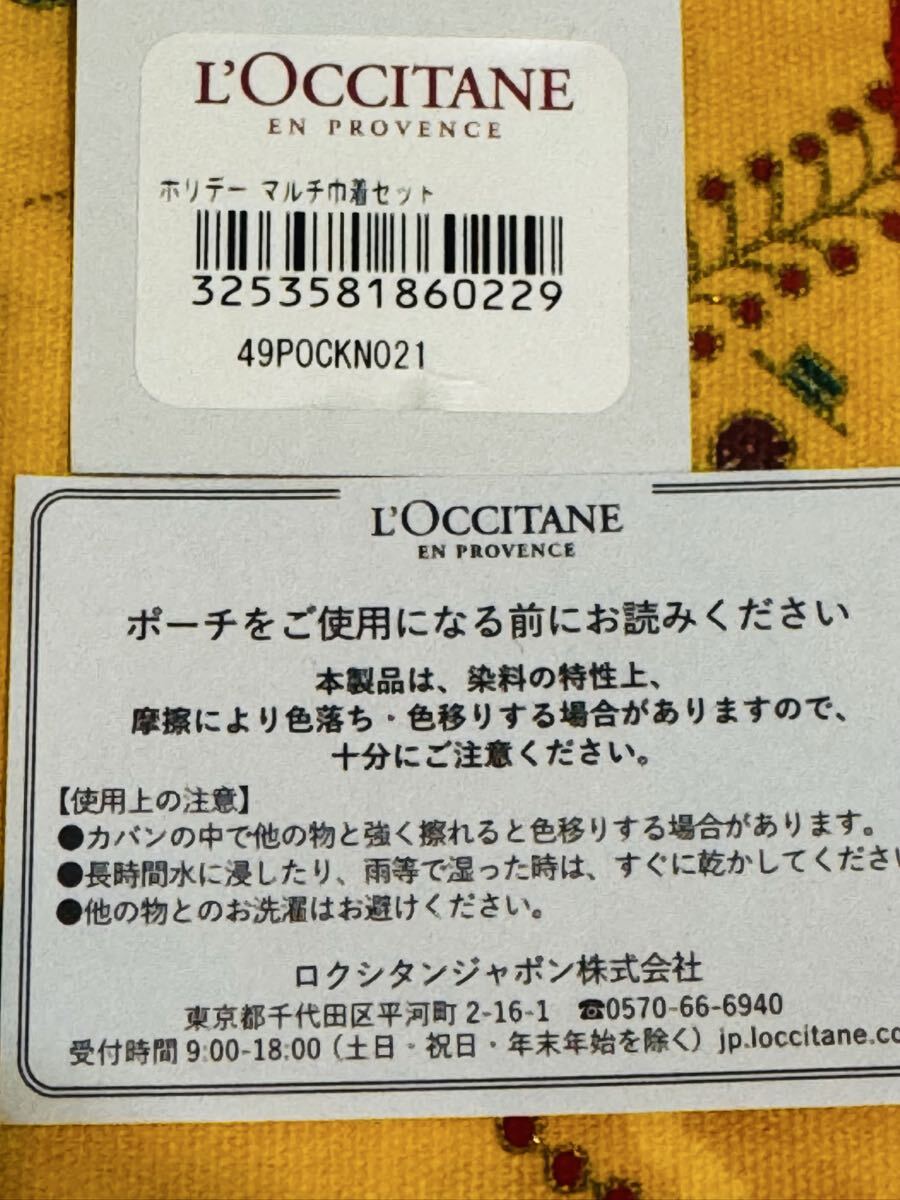 L'OCCITANE
EN PROVENCE
ホリデー マルチ巾着セット
3253581860229
49POCKN021
L'OCCITANE
EN PROVENCE
ポーチをご使用になる前にお読みください
本製品は、染料の特性上、
摩擦により色落ち・色移りする場合がありますので、
十分にご注意ください。
【使用上の注意】
●カバンの中で他の物と強く擦れると色移りする場合があります。
●長時間水に浸したり、雨等で湿った時は、すぐに乾かしてくださ
●他の物とのお洗濯はお避けください。
ロクシタンジャポン株式会社
東京都千代田区平河町 2-16-1 ☎0570-66-6940
受付時間 9:00-18:00（土日・祝日・年末年始を除く）jp.loccitane.co